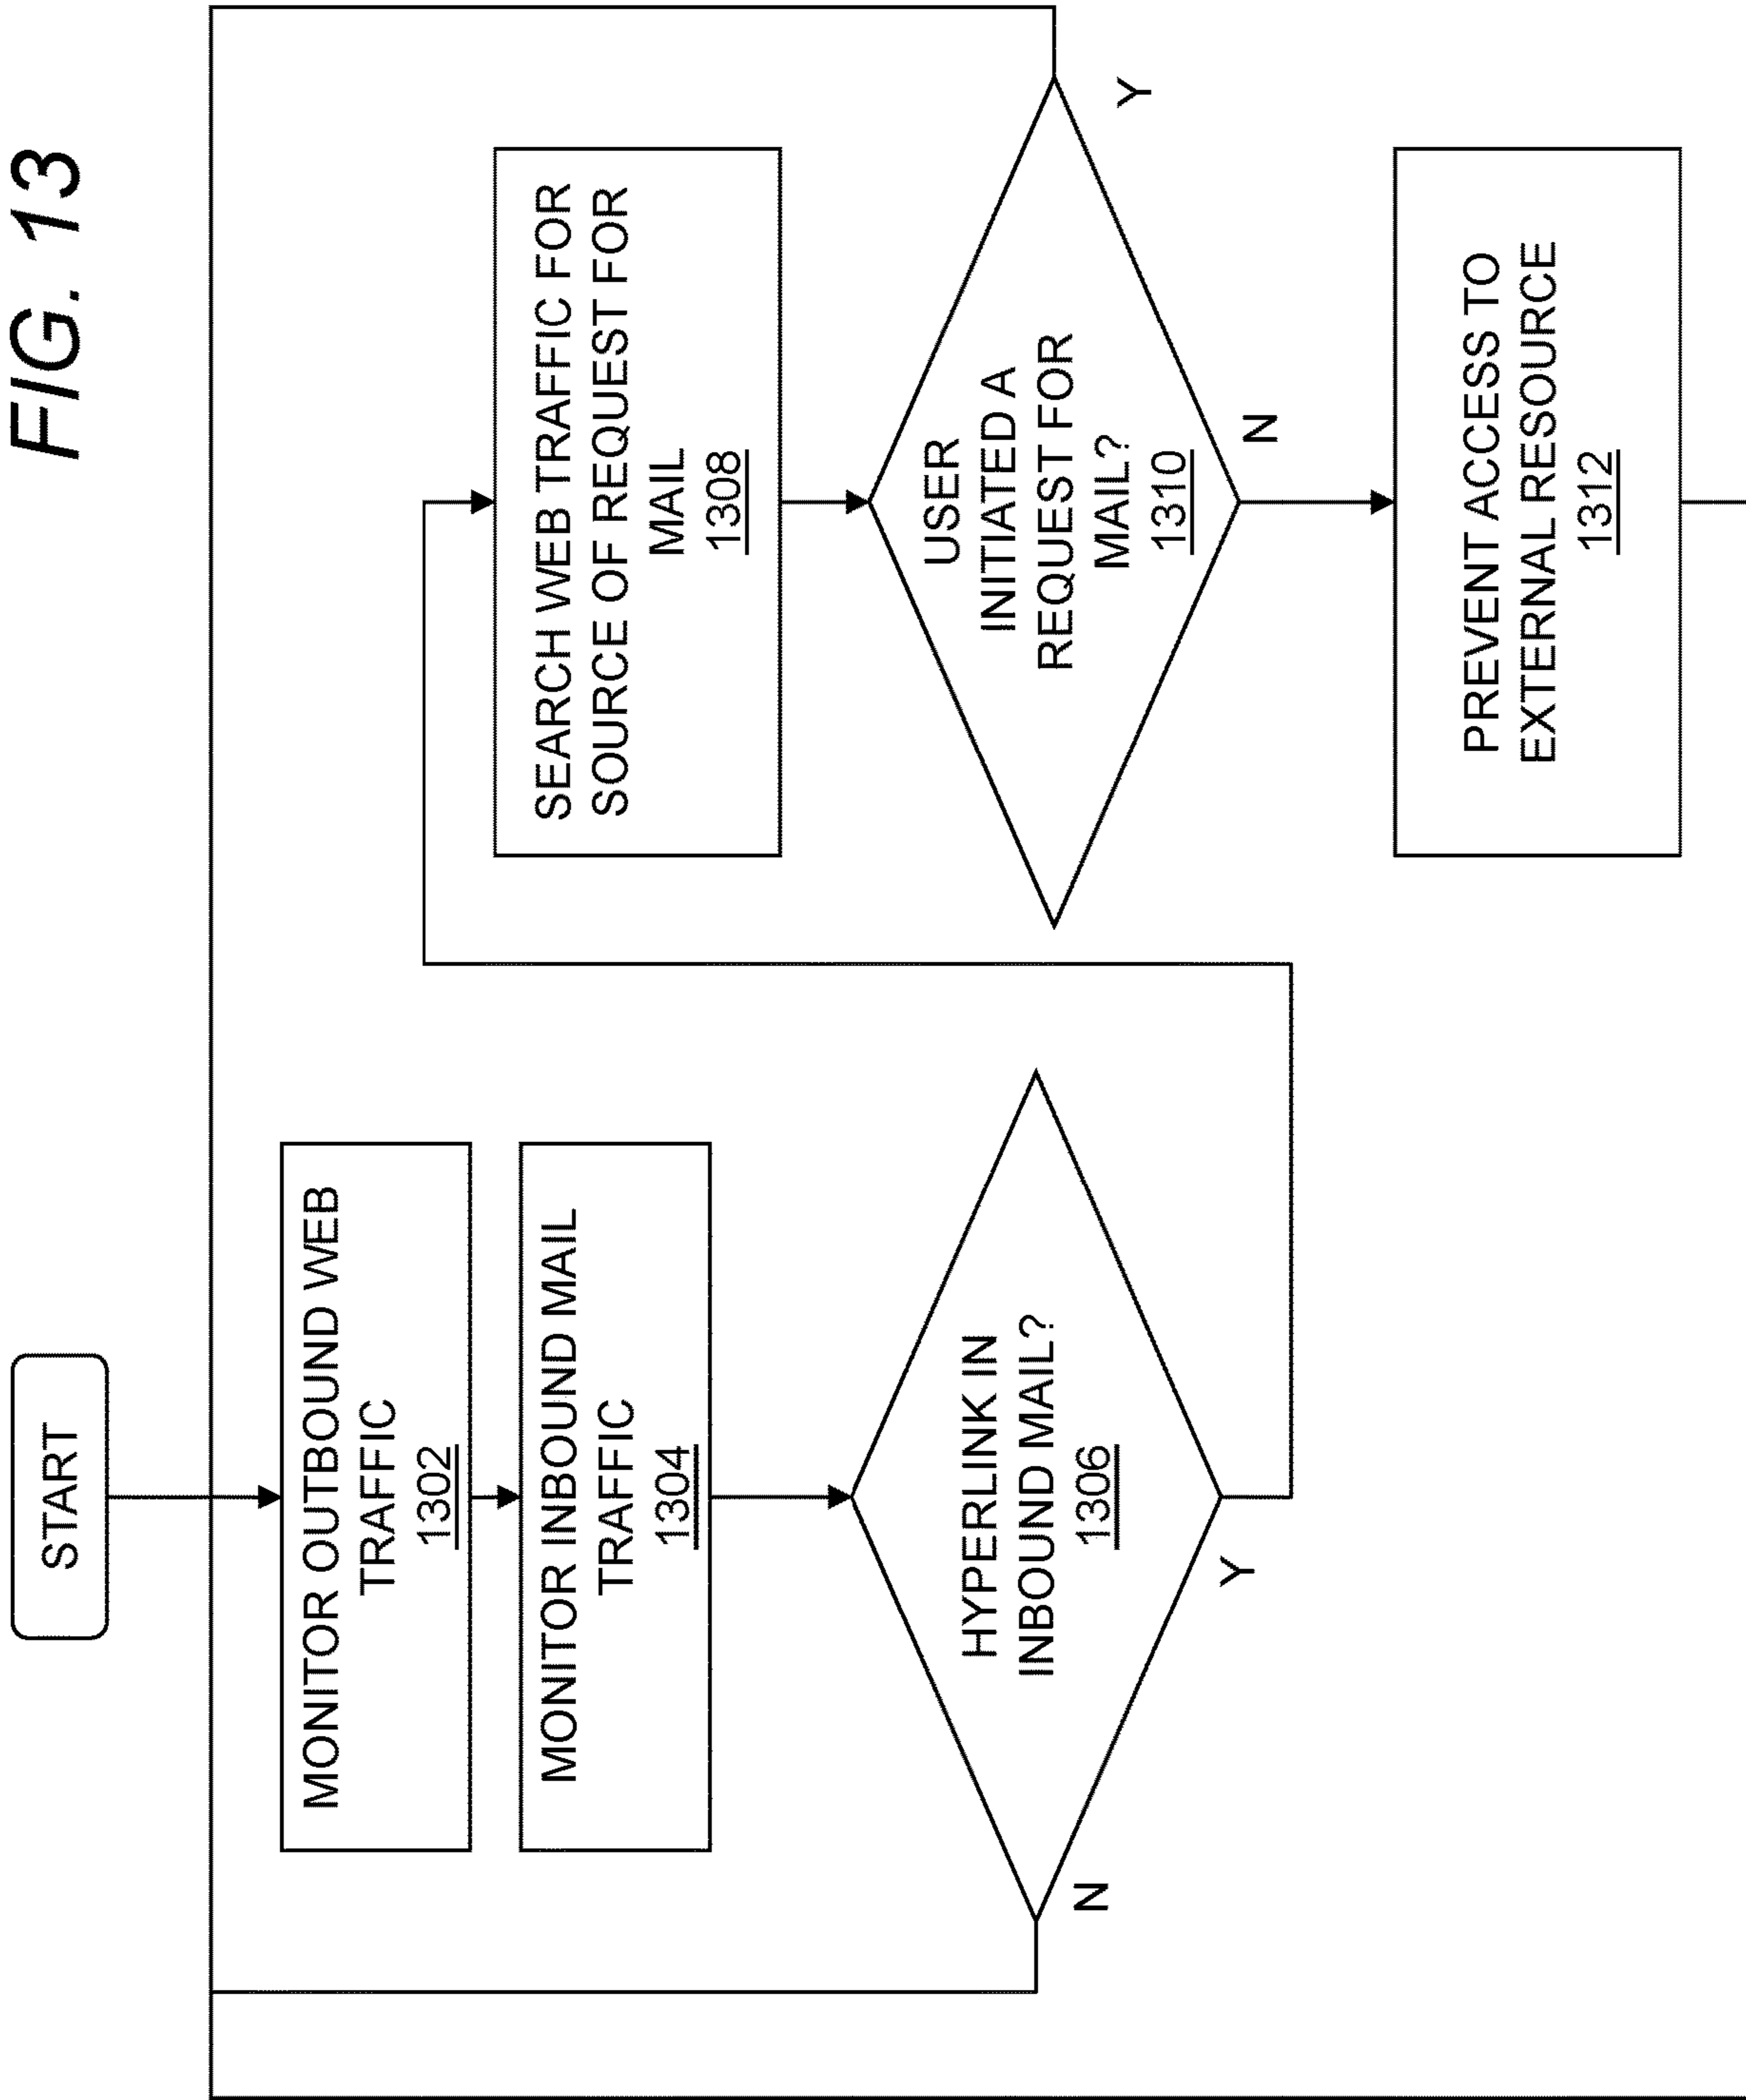 FIG. 13
START
MONITOR OUTBOUND WEB
TRAFFIC
1302
MONITOR INBOUND MAIL
TRAFFIC
1304
HYPERLINK IN
INBOUND MAIL?
1306
N
Y
SEARCH WEB TRAFFIC FOR
SOURCE OF REQUEST FOR
MAIL
1308
USER
INITIATED A
REQUEST FOR
MAIL?
1310
Y
N
PREVENT ACCESS TO
EXTERNAL RESOURCE
1312